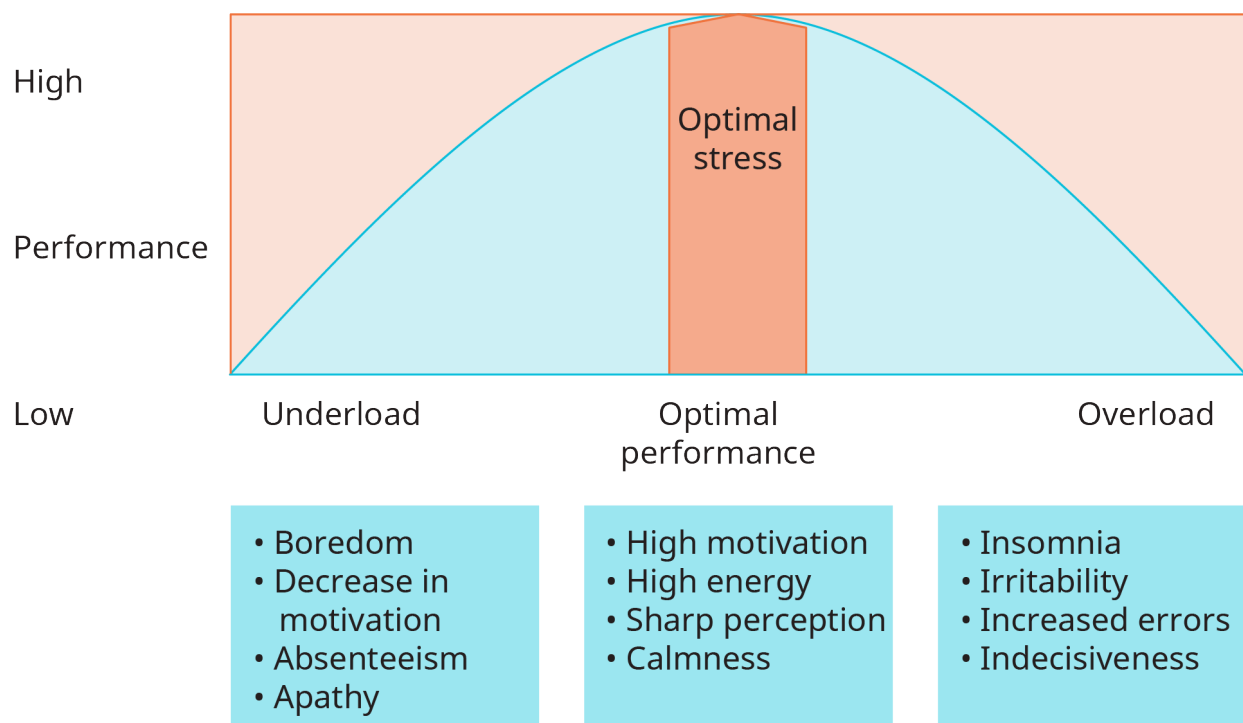 High
Optimal
stress
Performance
Low
Underload
Optimal
performance
Overload
• Boredom
• Decrease in
motivation
• Absenteeism
• Apathy
• High motivation
• High energy
• Sharp perception
• Calmness
• Insomnia
• Irritability
• Increased errors
• Indecisiveness